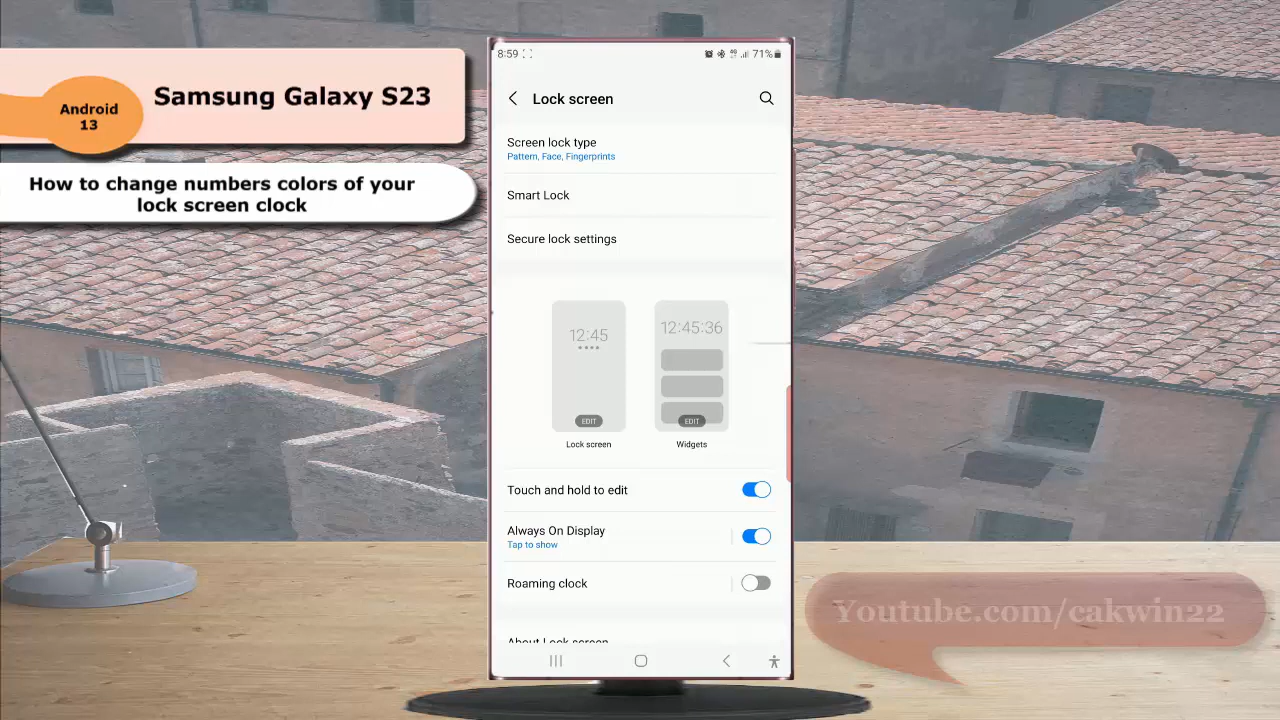 Samsung Galaxy S23
Android
13
How to change numbers colors of your
lock screen clock
8:59
71%
Lock screen
Screen lock type
Pattern, Face, Fingerprints
Smart Lock
Secure lock settings
12:45
12:45:36
EDIT
EDIT
Lock screen
Widgets
Touch and hold to edit
Always On Display
Tap to show
Roaming clock
About Lock screen
Youtube.com/cakwin22